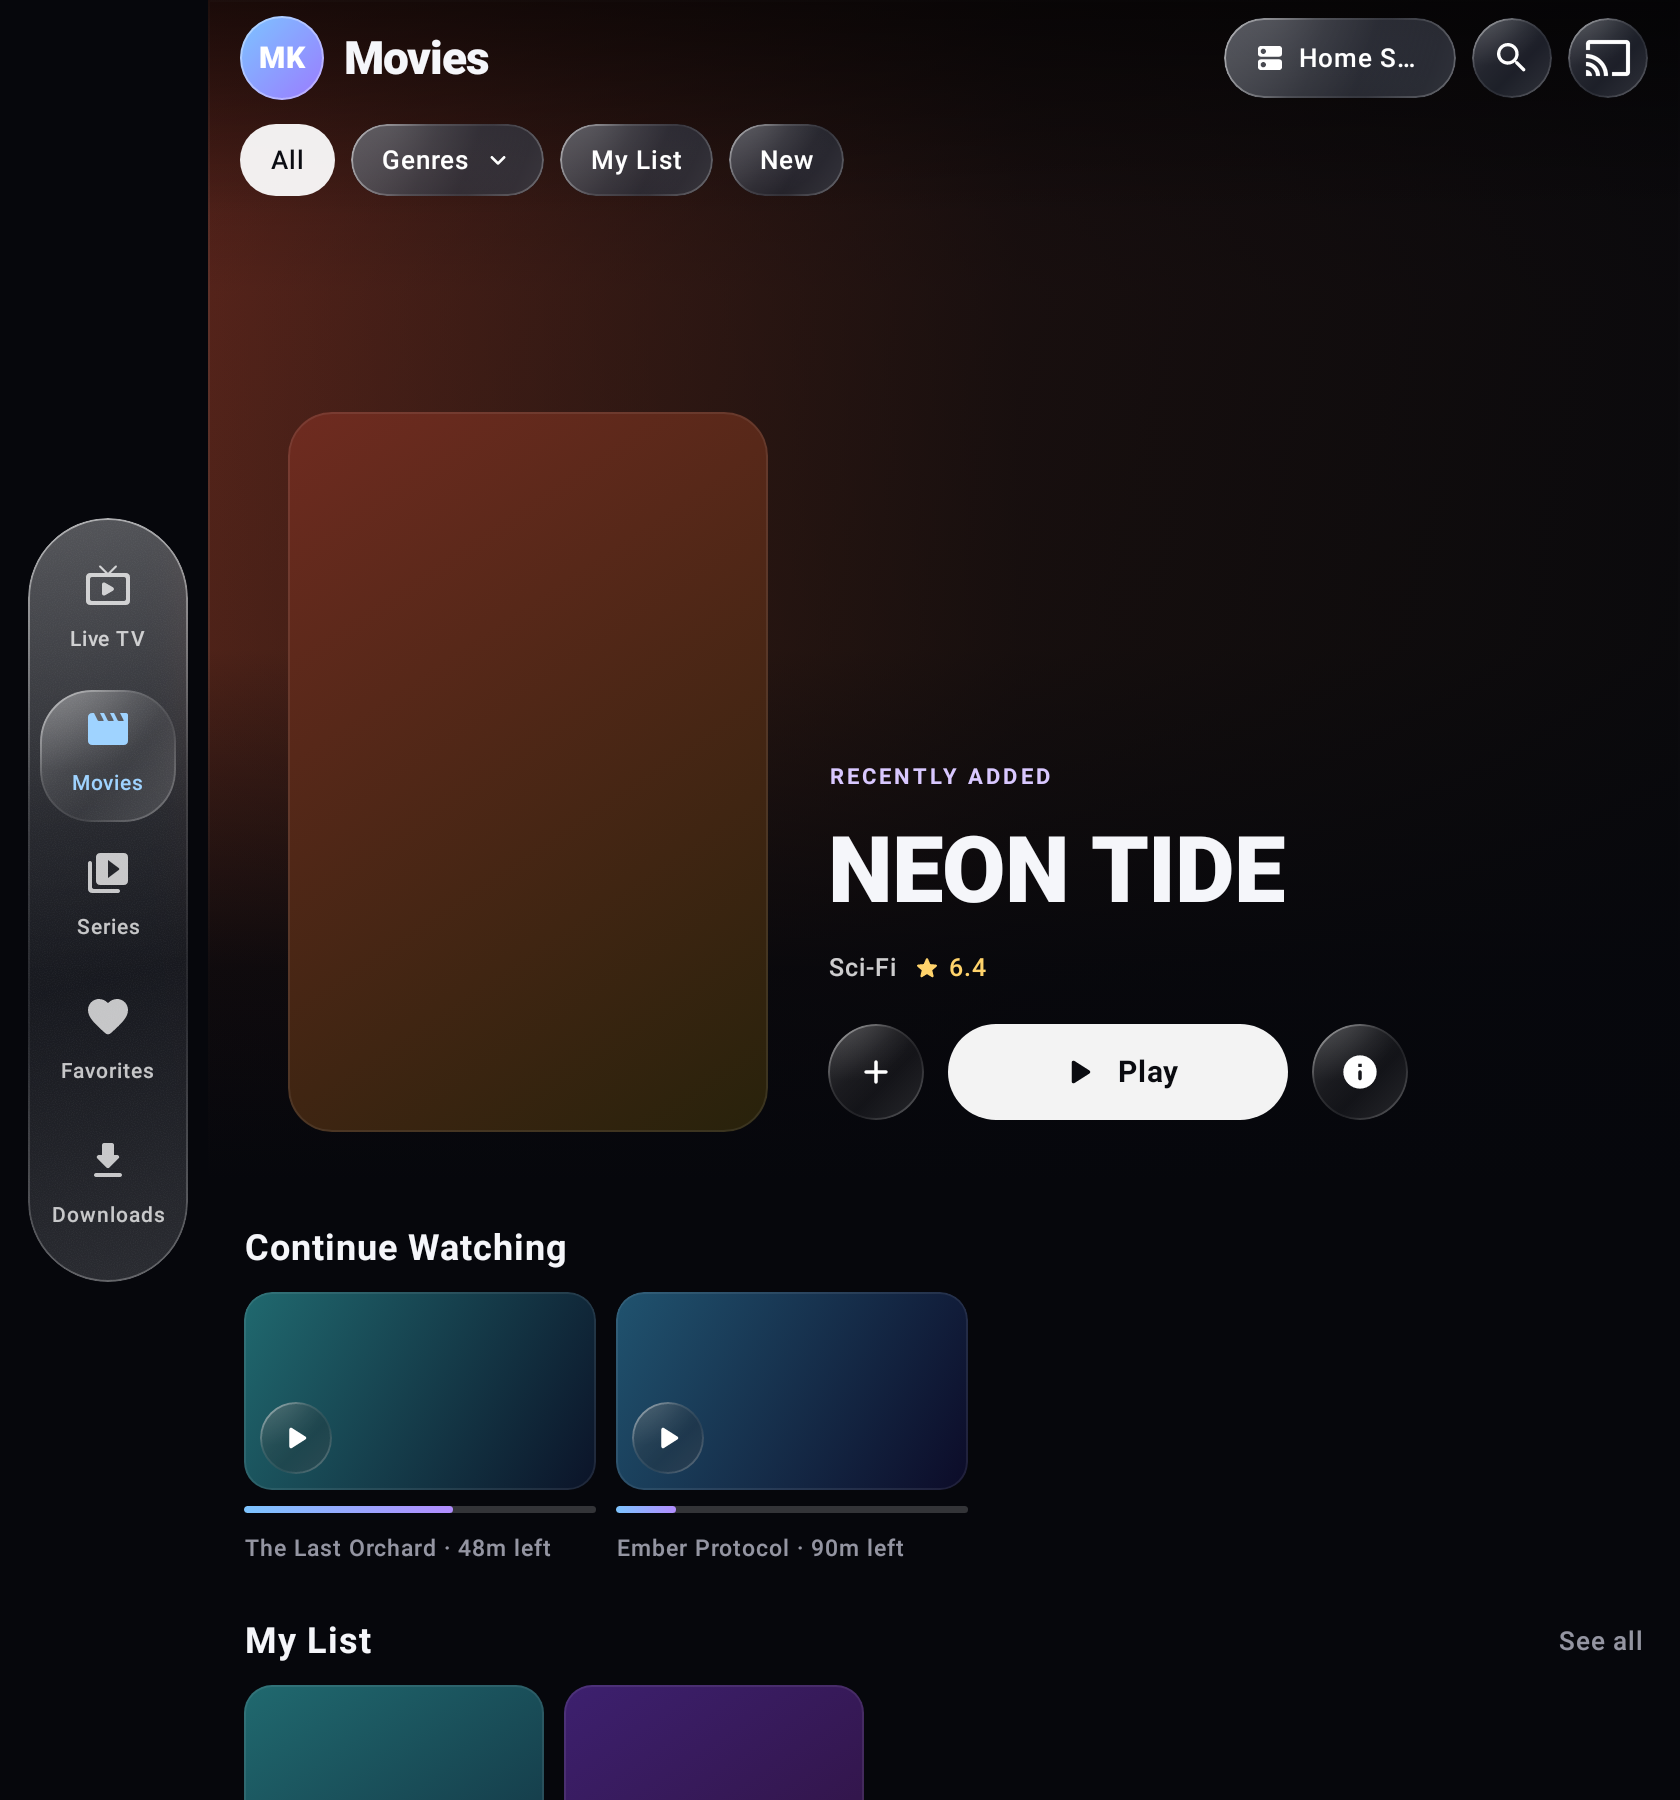 MK
Movies
Home S...
All
Genres
My List
New
Live TV
Movies
Series
Favorites
Downloads
RECENTLY ADDED
NEON TIDE
Sci-Fi 6.4
Play
Continue Watching
The Last Orchard · 48m left
Ember Protocol · 90m left
My List
See all